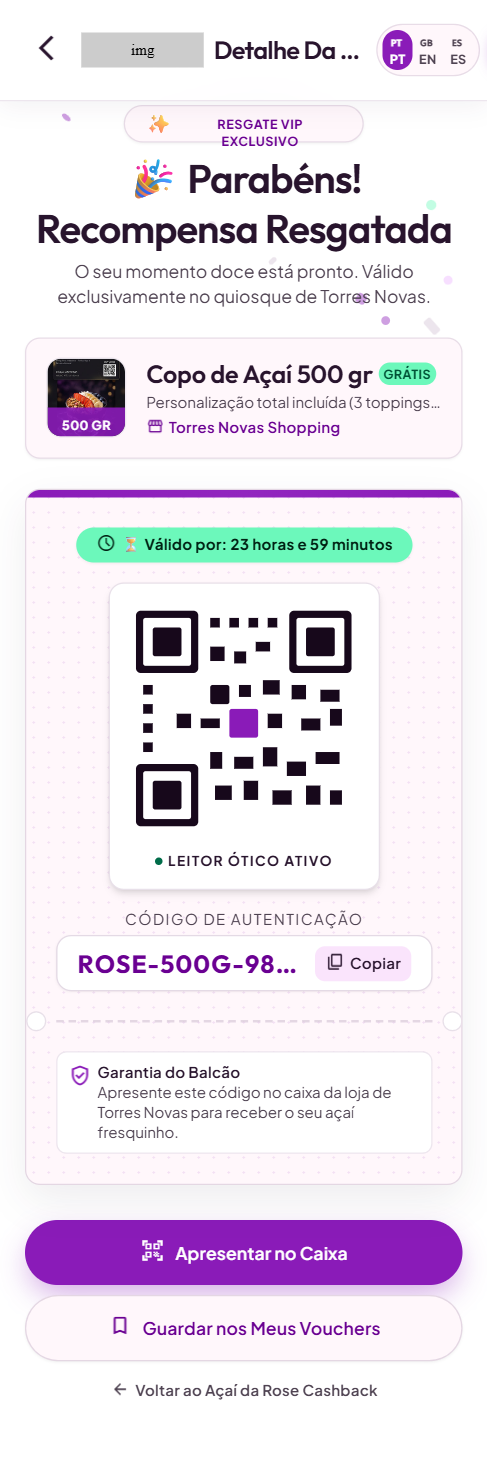 img
Detalhe Da ...
PT GB ES
PT EN ES
✨ RESGATE VIP
EXCLUSIVO
🎉 Parabéns!
Recompensa Resgatada
O seu momento doce está pronto. Válido
exclusivamente no quiosque de Torres Novas.
Copo de Açaí 500 gr GRÁTIS
Personalização total incluída (3 toppings...
500 GR
Torres Novas Shopping
⏳ Válido por: 23 horas e 59 minutos
LEITOR ÓTICO ATIVO
CÓDIGO DE AUTENTICAÇÃO
ROSE-500G-98... Copiar
Garantia do Balcão
Apresente este código no caixa da loja de
Torres Novas para receber o seu açaí
fresquinho.
Apresentar no Caixa
Guardar nos Meus Vouchers
Voltar ao Açaí da Rose Cashback